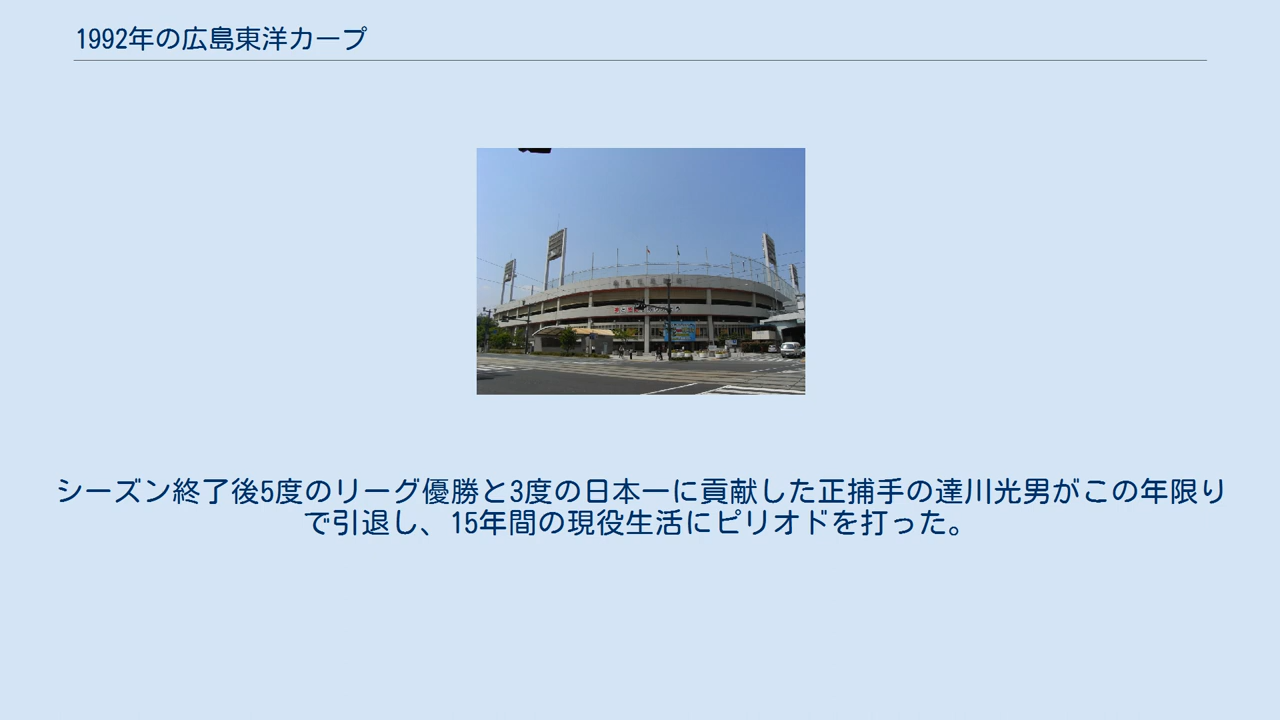 1992年の広島東洋カープ
シーズン終了後5度のリーグ優勝と3度の日本一に貢献した正捕手の達川光男がこの年限り
で引退し、15年間の現役生活にピリオドを打った。